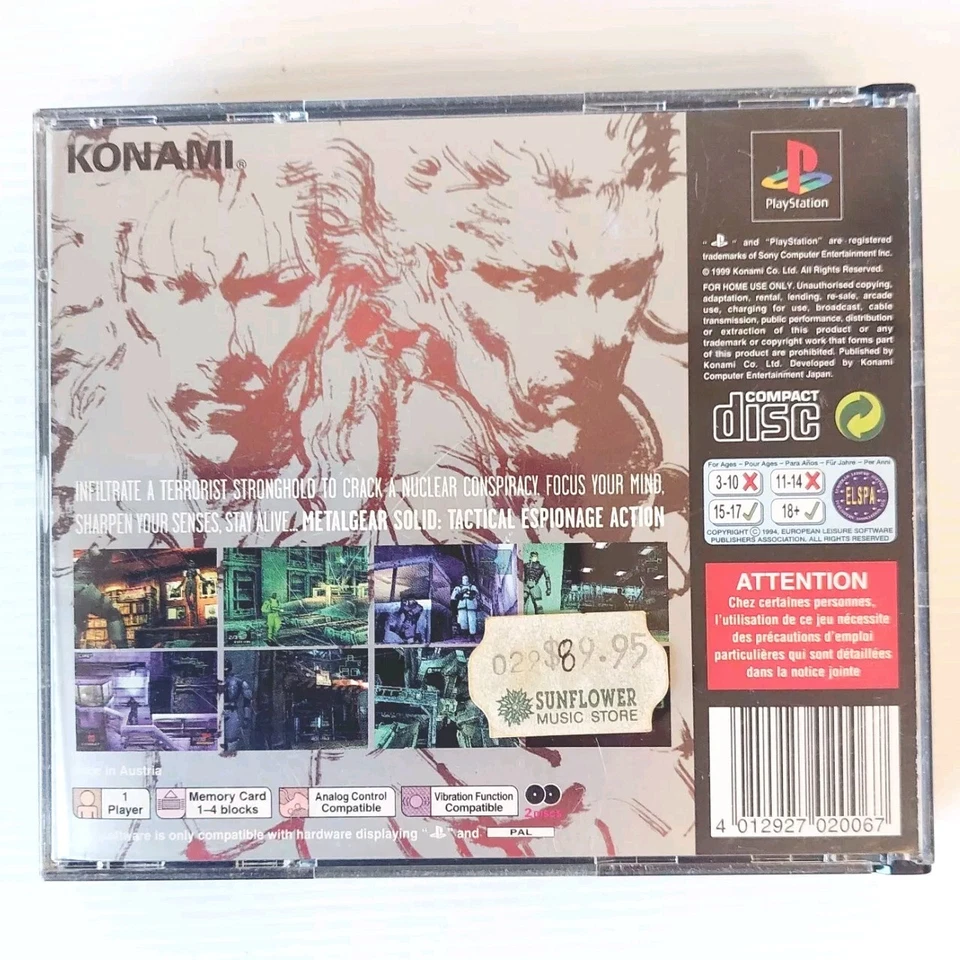 KONAMI®
INFILTRATE A TERRORIST STRONGHOLD TO CRACK A NUCLEAR CONSPIRACY. FOCUS YOUR MIND,
SHARPEN YOUR SENSES, STAY ALIVE... METALGEAR SOLID: TACTICAL ESPIONAGE ACTION
$89.95
SUNFLOWER
MUSIC STORE
in Austria
1
Player
Memory Card
1–4 blocks
Analog Control
Compatible
Vibration Function
Compatible
is only compatible with hardware displaying " " and
PAL
PlayStation
" " and "PlayStation" are registered
trademarks of Sony Computer Entertainment Inc.
© 1999 Konami Co. Ltd. All Rights Reserved.
FOR HOME USE ONLY. Unauthorised copying,
adaptation, rental, lending, re-sale, arcade
use, charging for use, broadcast, cable
transmission, public performance, distribution
or extraction of this product or any
trademark or copyright work that forms part
of this product are prohibited. Published by
Konami Co. Ltd. Developed by Konami
Computer Entertainment Japan.
COMPACT
disc
For Ages – Pour Ages – Para Años – Für Jahre – Per Anni
3-10
11-14
15-17
18+
ELSPA
COPYRIGHT © 1994, EUROPEAN LEISURE SOFTWARE
PUBLISHERS ASSOCIATION. ALL RIGHTS RESERVED
ATTENTION
Chez certaines personnes,
l'utilisation de ce jeu nécessite
des précautions d'emploi
particulières qui sont détaillées
dans la notice jointe
4 012927 020067